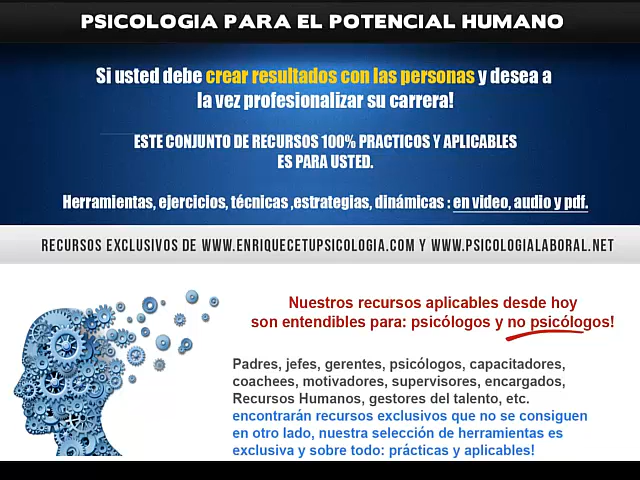 PSICOLOGIA PARA EL POTENCIAL HUMANO
Si usted debe crear resultados con las personas y desea a
la vez profesionalizar su carrera!
ESTE CONJUNTO DE RECURSOS 100% PRACTICOS Y APLICABLES
ES PARA USTED.
Herramientas, ejercicios, técnicas ,estrategias, dinámicas : en video, audio y pdf.
RECURSOS EXCLUSIVOS DE WWW.ENRIQUECETUPSICOLOGIA.COM Y WWW.PSICOLOGIALABORAL.NET
Nuestros recursos aplicables desde hoy
son entendibles para: psicólogos y no psicólogos!
Padres, jefes, gerentes, psicólogos, capacitadores,
coachees, motivadores, supervisores, encargados,
Recursos Humanos, gestores del talento, etc.
encontrarán recursos exclusivos que no se consiguen
en otro lado, nuestra selección de herramientas es
exclusiva y sobre todo: prácticas y aplicables!